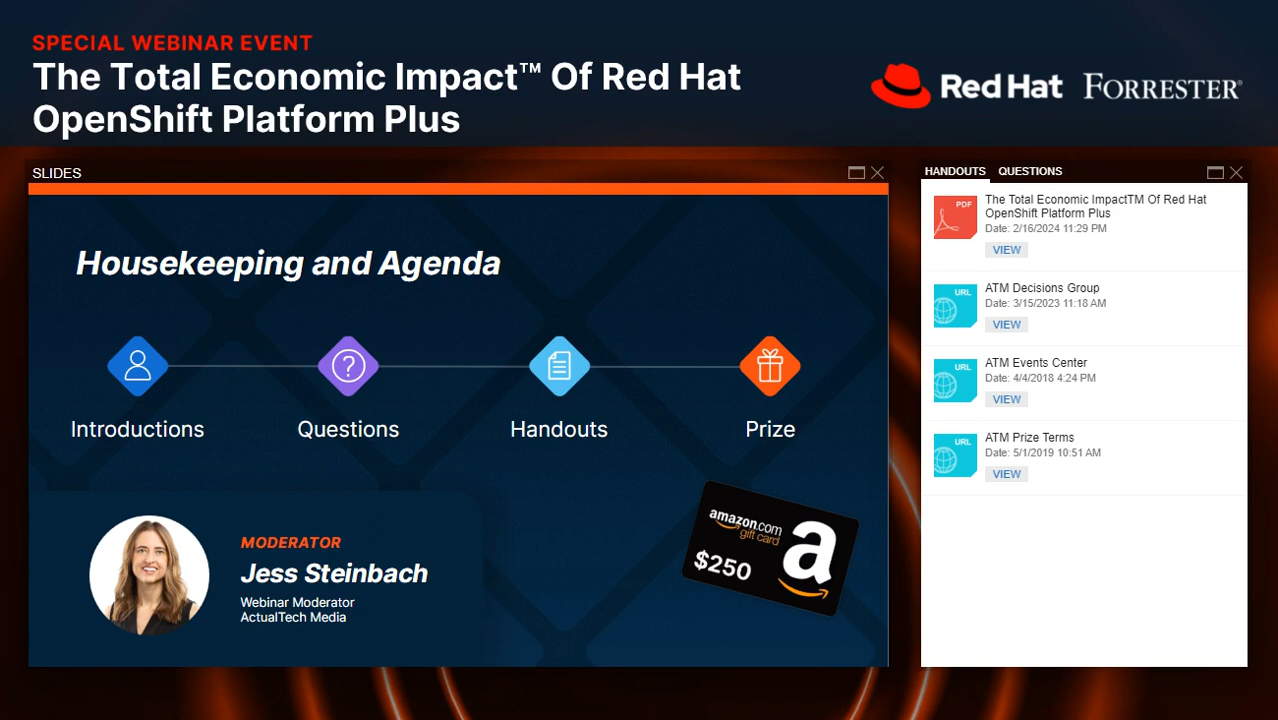 SPECIAL WEBINAR EVENT
The Total Economic Impact™ Of Red Hat
OpenShift Platform Plus
Red Hat
FORRESTER®
SLIDES
Housekeeping and Agenda
Introductions
Questions
Handouts
Prize
MODERATOR
Jess Steinbach
Webinar Moderator
ActualTech Media
amazon.com
gift card
$250
a
HANDOUTS
QUESTIONS
PDF
The Total Economic ImpactTM Of Red Hat
OpenShift Platform Plus
Date: 2/16/2024 11:29 PM
VIEW
URL
ATM Decisions Group
Date: 3/15/2023 11:18 AM
VIEW
URL
ATM Events Center
Date: 4/4/2018 4:24 PM
VIEW
URL
ATM Prize Terms
Date: 5/1/2019 10:51 AM
VIEW